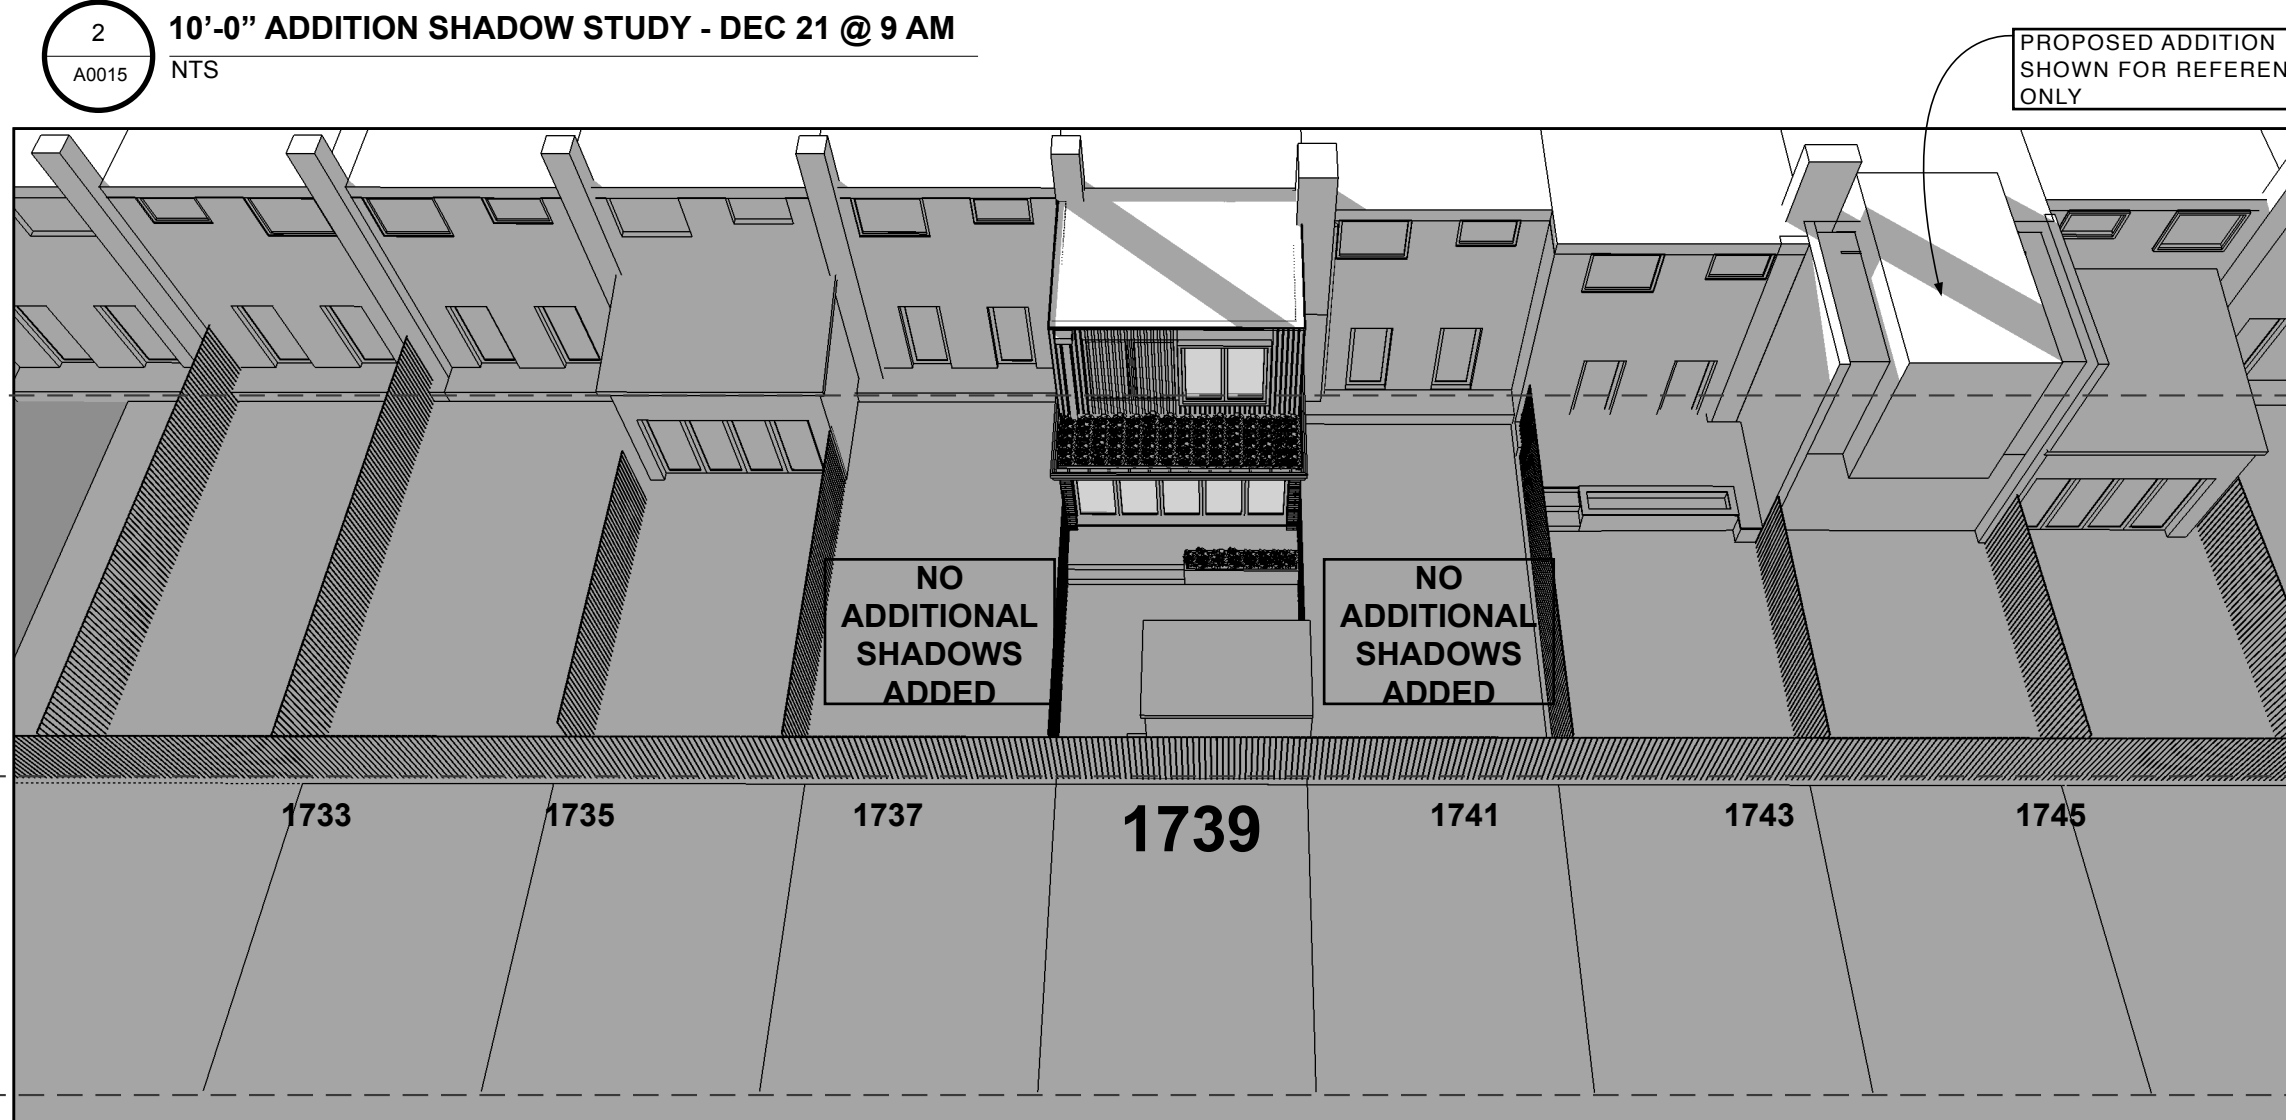 2
A0015
10’-0” ADDITION SHADOW STUDY - DEC 21 @ 9 AM
NTS
PROPOSED ADDITION
SHOWN FOR REFEREN
ONLY
NO
ADDITIONAL
SHADOWS
ADDED
NO
ADDITIONAL
SHADOWS
ADDED
1733
1735
1737
1739
1741
1743
1745